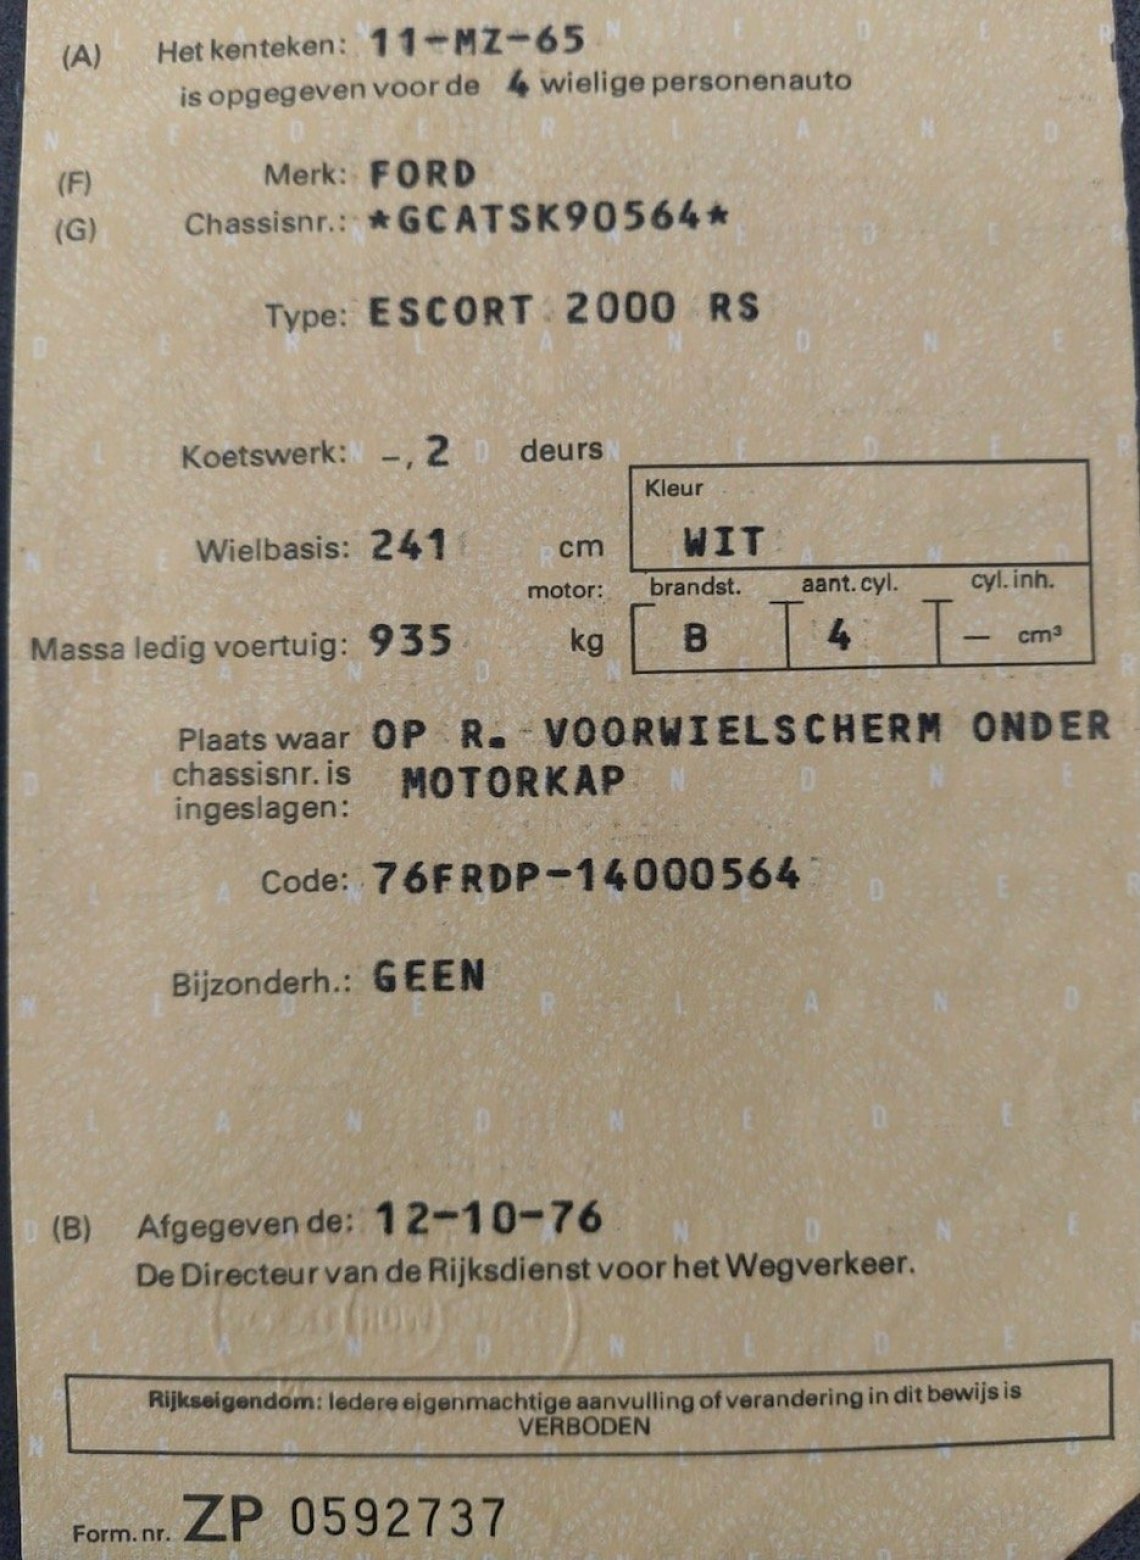 (A) Het kenteken: 11-MZ-65
is opgegeven voor de 4 wielige personenauto
(F) Merk: FORD
(G) Chassisnr.: *GCATSK90564*
Type: ESCORT 2000 RS
Koetswerk: -, 2 deurs
Kleur
Wielbasis: 241 cm WIT
motor: brandst. aant. cyl. cyl. inh.
Massa ledig voertuig: 935 kg B 4 — cm³
Plaats waar OP R. VOORWIELSCHERM ONDER
chassisnr. is MOTORKAP
ingeslagen:
Code: 76FRDP-14000564
Bijzonderh.: GEEN
(B) Afgegeven de: 12-10-76
De Directeur van de Rijksdienst voor het Wegverkeer.
Rijkseigendom: Iedere eigenmachtige aanvulling of verandering in dit bewijs is
VERBODEN
Form. nr. ZP 0592737